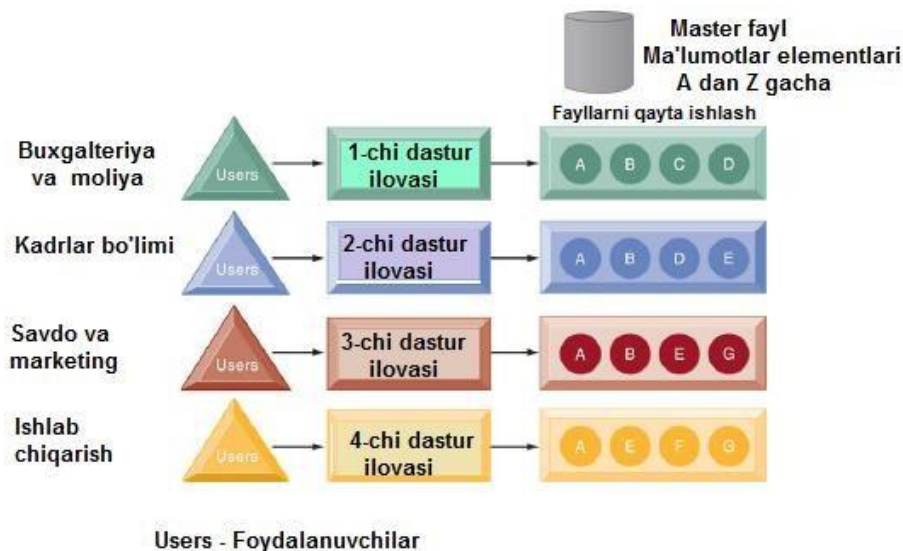 Master fayl
Ma'lumotlar elementlari
A dan Z gacha
Fayllarni qayta ishlash
Buxgalteriya
va moliya
Users
1-chi dastur
ilovasi
A B C D
Kadrlar bo'limi
Users
2-chi dastur
ilovasi
A B D E
Savdo va
marketing
Users
3-chi dastur
ilovasi
A B E G
Ishlab
chiqarish
Users
4-chi dastur
ilovasi
A E F G
Users - Foydalanuvchilar